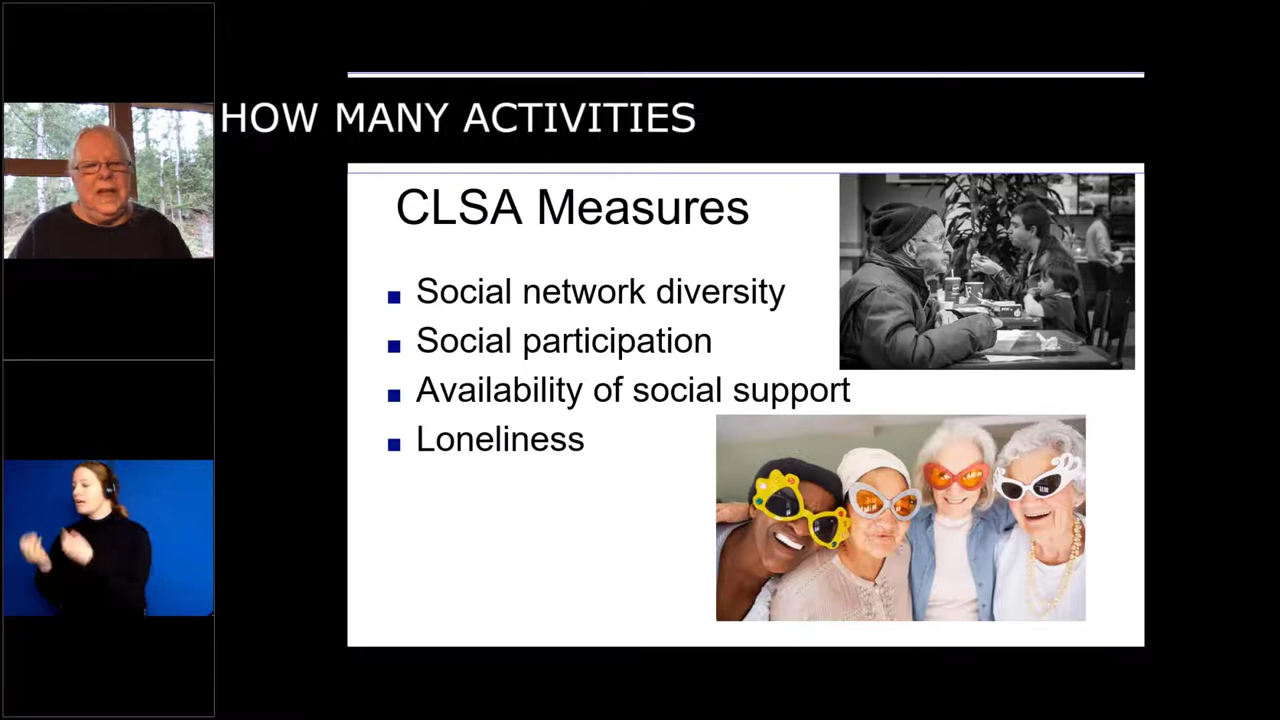 HOW MANY ACTIVITIES
CLSA Measures
Social network diversity
Social participation
Availability of social support
Loneliness